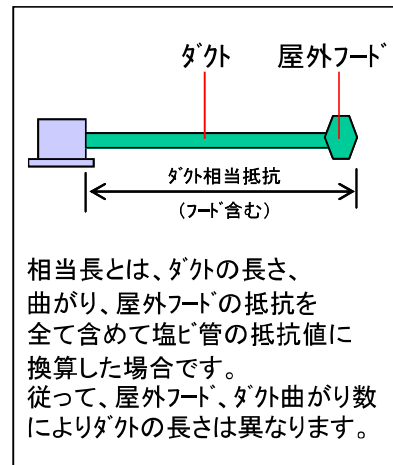 ﾀﾞｸﾄ 屋外ﾌｰﾄﾞ
ﾀﾞｸﾄ相当抵抗
(ﾌｰﾄﾞ含む)
相当長とは、ﾀﾞｸﾄの長さ、
曲がり、屋外ﾌｰﾄﾞの抵抗を
全て含めて塩ﾋﾞ管の抵抗値に
換算した場合です。
従って、屋外ﾌｰﾄﾞ、ﾀﾞｸﾄ曲がり数
によりﾀﾞｸﾄの長さは異なります。